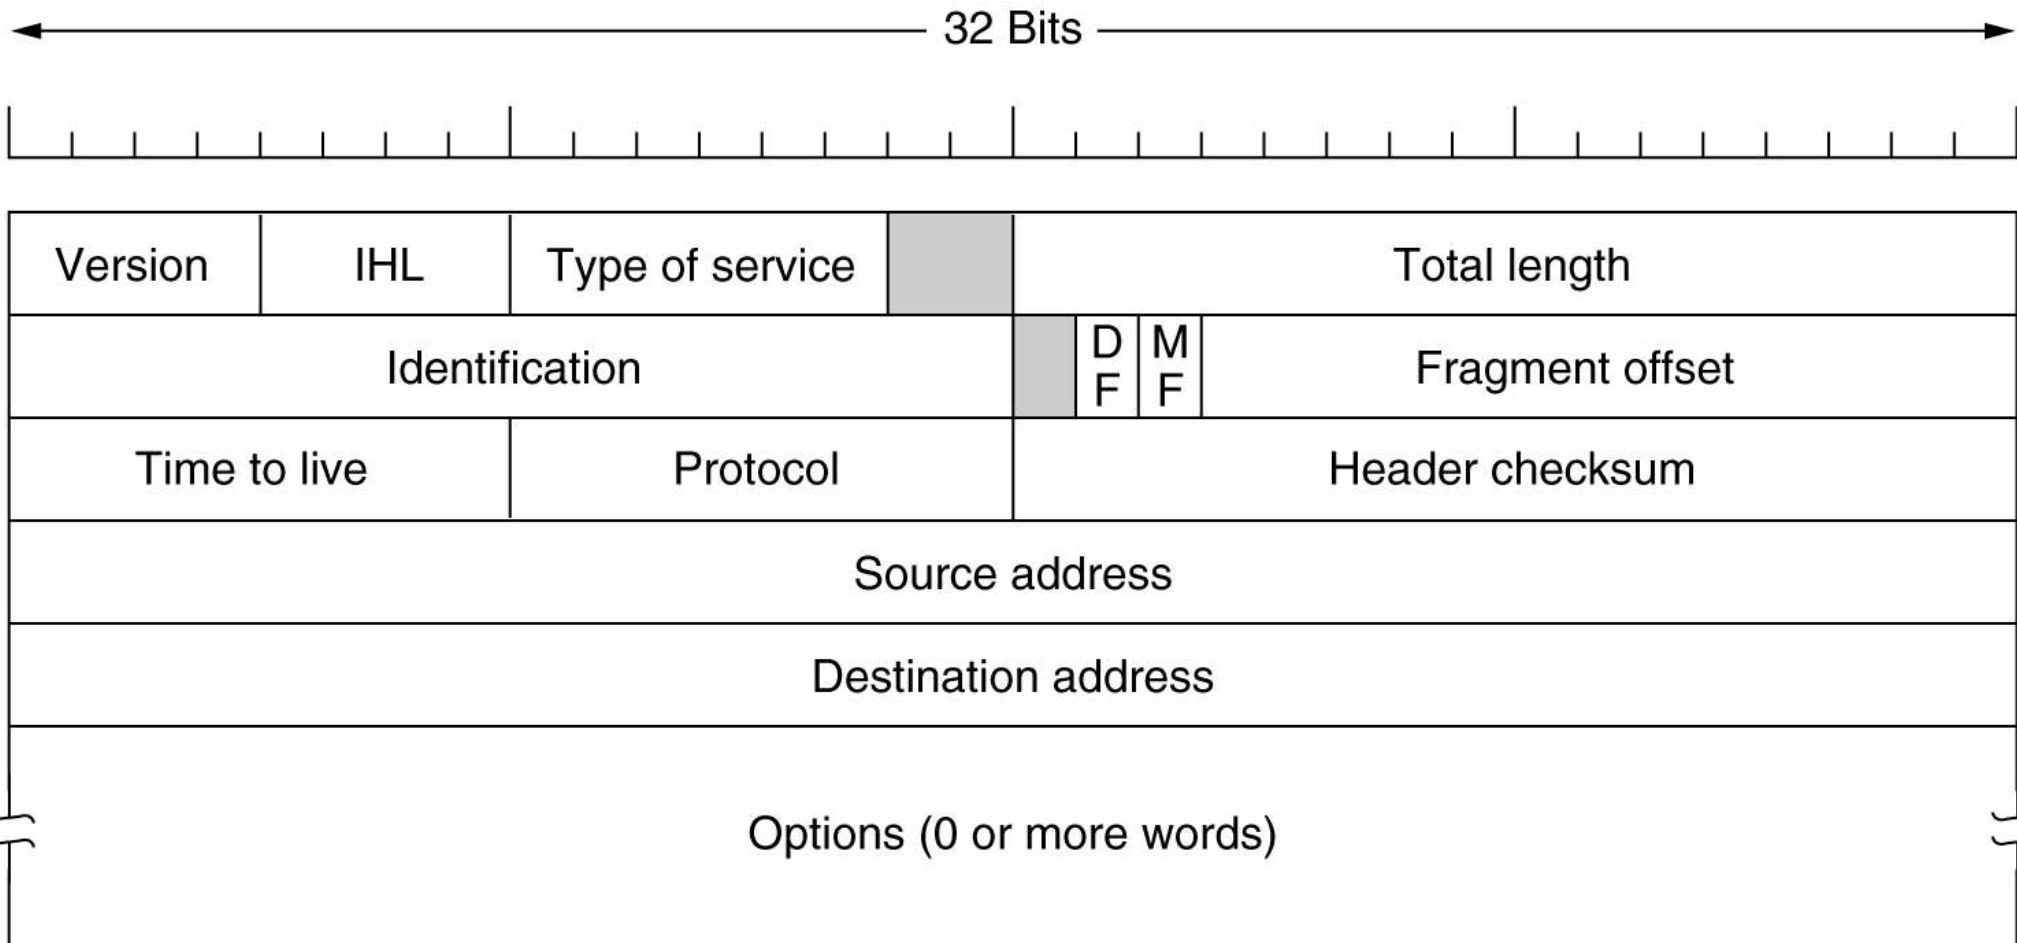 32 Bits
Version IHL Type of service Total length
Identification D F M F Fragment offset
Time to live Protocol Header checksum
Source address
Destination address
Options (0 or more words)